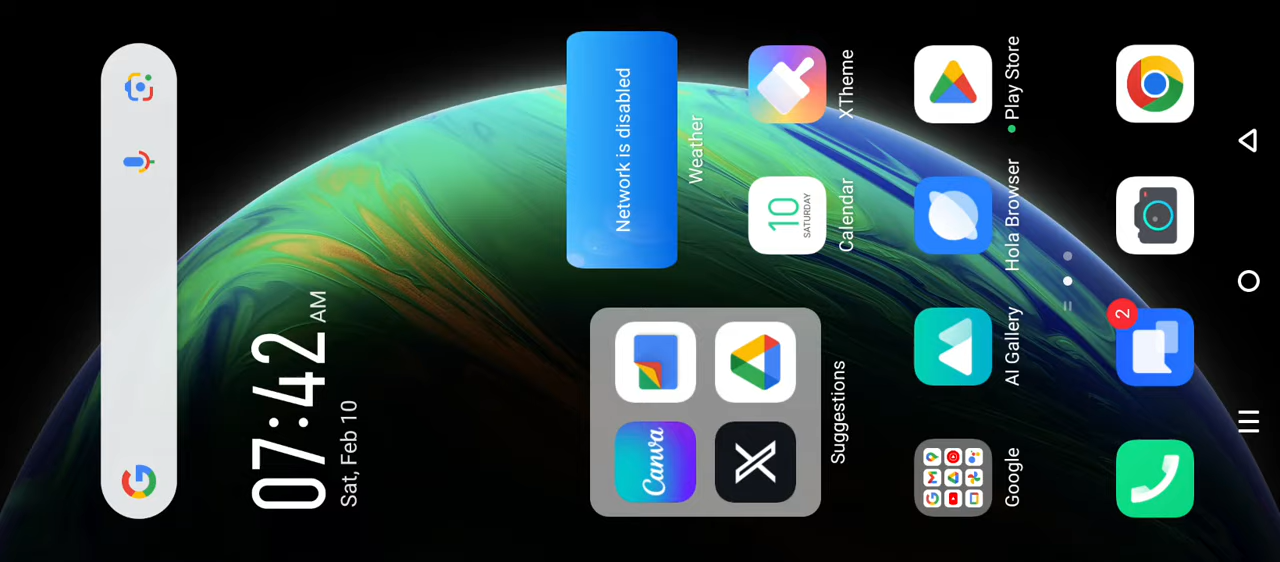 07:42 AM
Sat, Feb 10
Network is disabled
Weather
Canva
Suggestions
10
SATURDAY
Calendar
XTheme
Google
AI Gallery
Hola Browser
Play Store
2